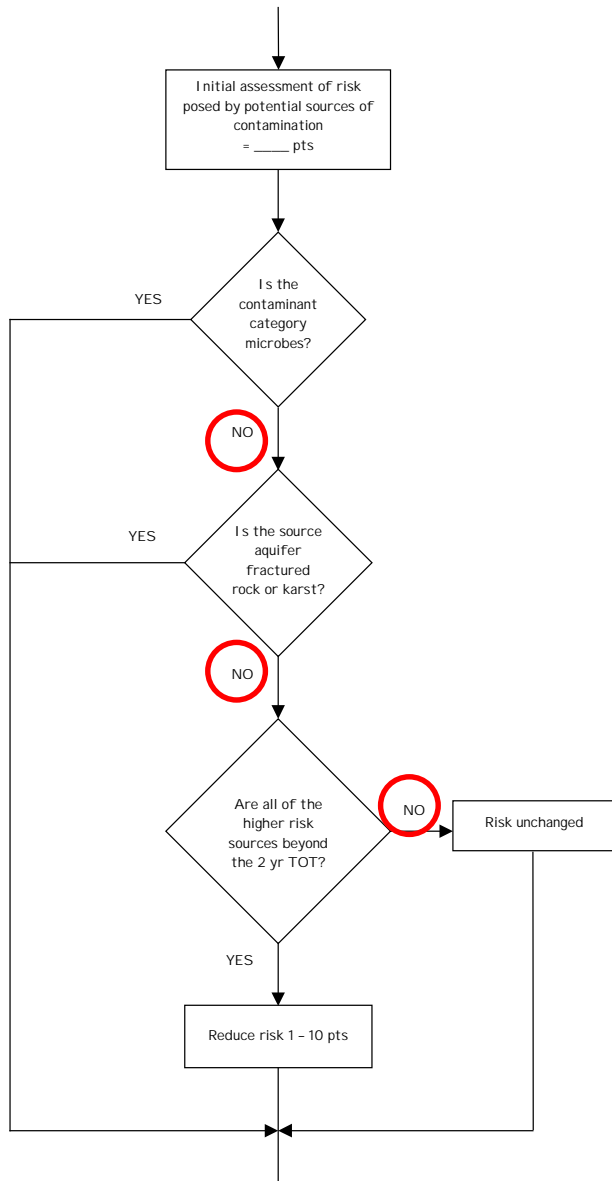 Initial assessment of risk
posed by potential sources of
contamination
= _____ pts
Is the
contaminant
category
microbes?
YES
NO
Is the source
aquifer
fractured
rock or karst?
YES
NO
Are all of the
higher risk
sources beyond
the 2 yr TOT?
NO
Risk unchanged
YES
Reduce risk 1 – 10 pts